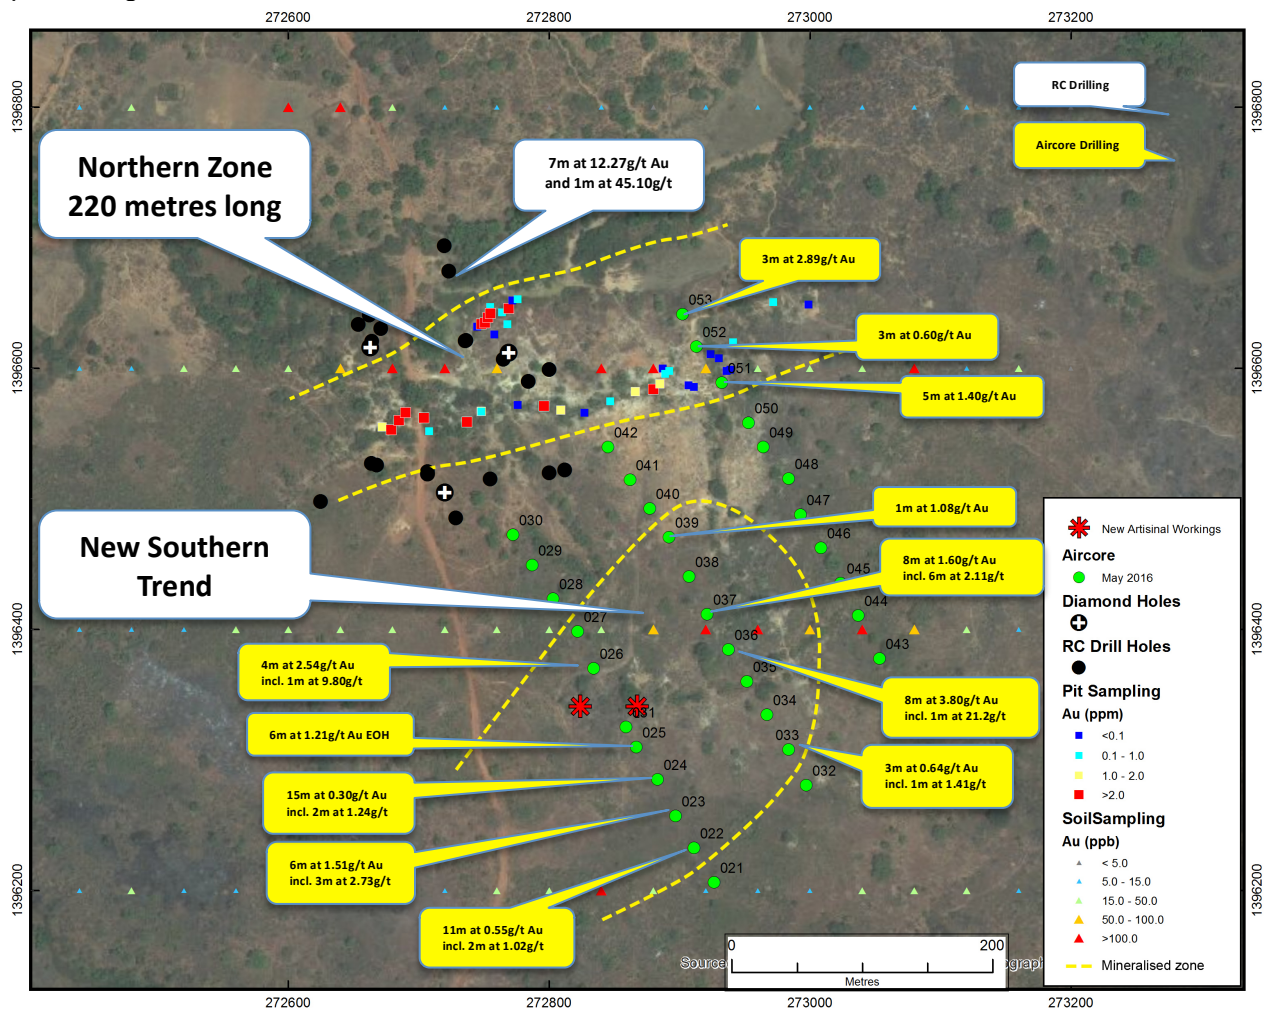 272600
272800
273000
273200
1396800
1396800
RC Drilling
Aircore Drilling
Northern Zone
220 metres long
7m at 12.27g/t Au
and 1m at 45.10g/t
3m at 2.89g/t Au
053
3m at 0.60g/t Au
052
1396600
1396600
051
5m at 1.40g/t Au
050
042
049
041
048
040
047
1m at 1.08g/t Au
030
039
046
New Southern
Trend
029
038
045
8m at 1.60g/t Au
incl. 6m at 2.11g/t
028
037
044
027
036
043
1396400
1396400
4m at 2.54g/t Au
incl. 1m at 9.80g/t
026
035
8m at 3.80g/t Au
incl. 1m at 21.2g/t
034
6m at 1.21g/t Au EOH
025
033
3m at 0.64g/t Au
incl. 1m at 1.41g/t
15m at 0.30g/t Au
incl. 2m at 1.24g/t
024
032
023
6m at 1.51g/t Au
incl. 3m at 2.73g/t
022
021
1396200
1396200
11m at 0.55g/t Au
incl. 2m at 1.02g/t
New Artisinal Workings
Aircore
May 2016
Diamond Holes
RC Drill Holes
Pit Sampling
Au (ppm)
<0.1
0.1 - 1.0
1.0 - 2.0
>2.0
SoilSampling
Au (ppb)
< 5.0
5.0 - 15.0
15.0 - 50.0
50.0 - 100.0
>100.0
Mineralised zone
0
200
Metres
272600
272800
273000
273200